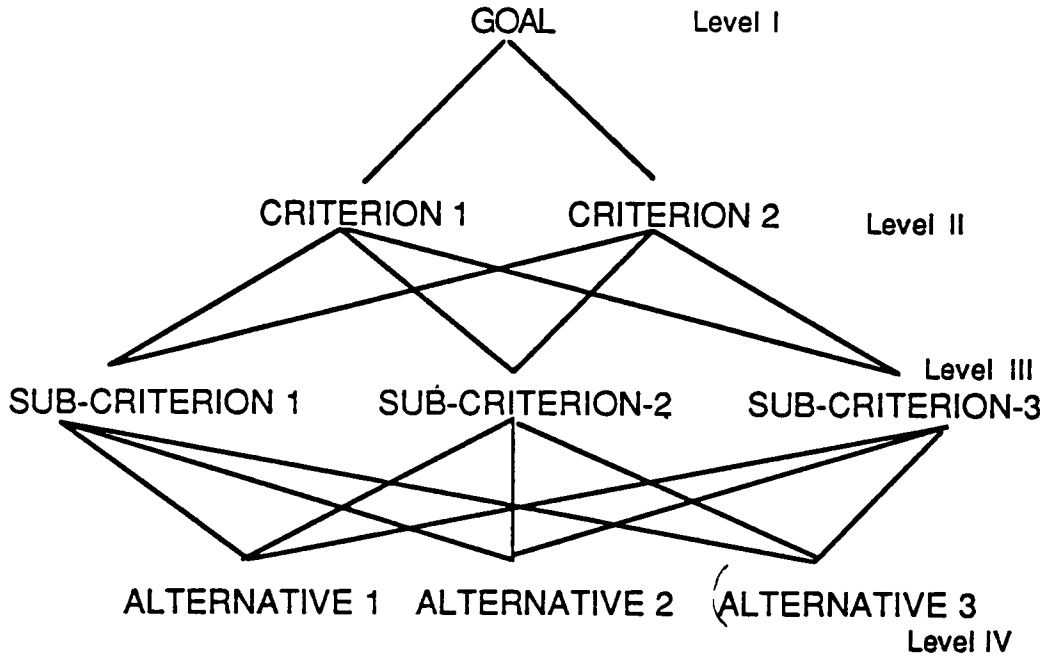 GOAL Level I
CRITERION 1 CRITERION 2 Level II
Level III
SUB-CRITERION 1 SUB-CRITERION-2 SUB-CRITERION-3
ALTERNATIVE 1 ALTERNATIVE 2 (ALTERNATIVE 3
Level IV